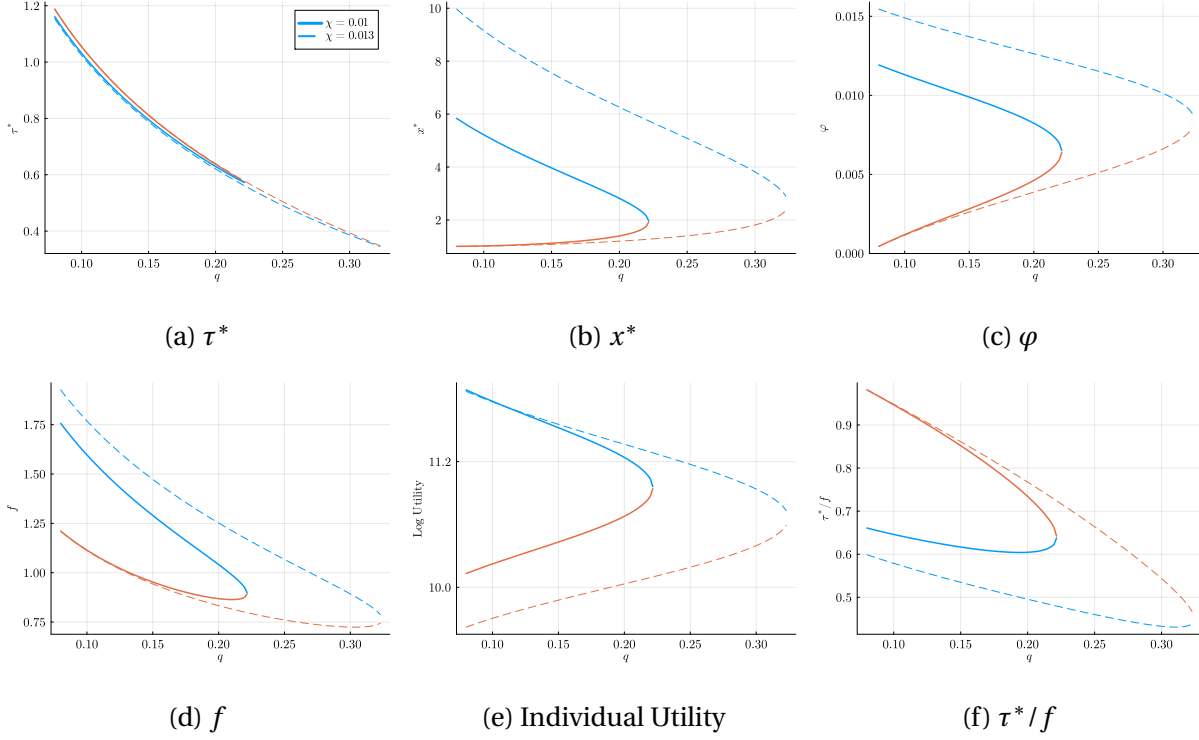 1.2
1.0
0.8
0.6
0.4
τ*
0.10 0.15 0.20 0.25 0.30
q
χ = 0.01
χ = 0.013
(a) τ*
10
8
6
4
2
x*
0.10 0.15 0.20 0.25 0.30
q
(b) x*
0.015
0.010
0.005
0.000
φ
0.10 0.15 0.20 0.25 0.30
q
(c) φ
1.75
1.50
1.25
1.00
0.75
f
0.10 0.15 0.20 0.25 0.30
q
(d) f
11.2
10.0
Log Utility
0.10 0.15 0.20 0.25 0.30
q
(e) Individual Utility
0.9
0.8
0.7
0.6
0.5
τ*/f
0.10 0.15 0.20 0.25 0.30
q
(f) τ*/f